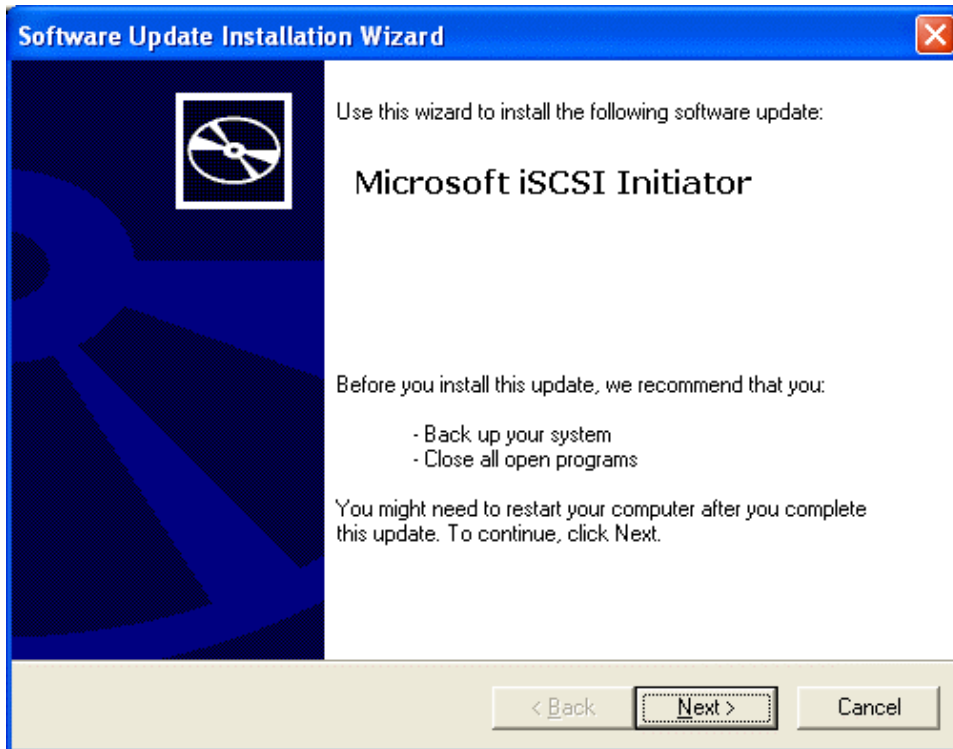 Software Update Installation Wizard
Use this wizard to install the following software update:
Microsoft iSCSI Initiator
Before you install this update, we recommend that you:
- Back up your system
- Close all open programs
You might need to restart your computer after you complete
this update. To continue, click Next.
< Back Next > Cancel